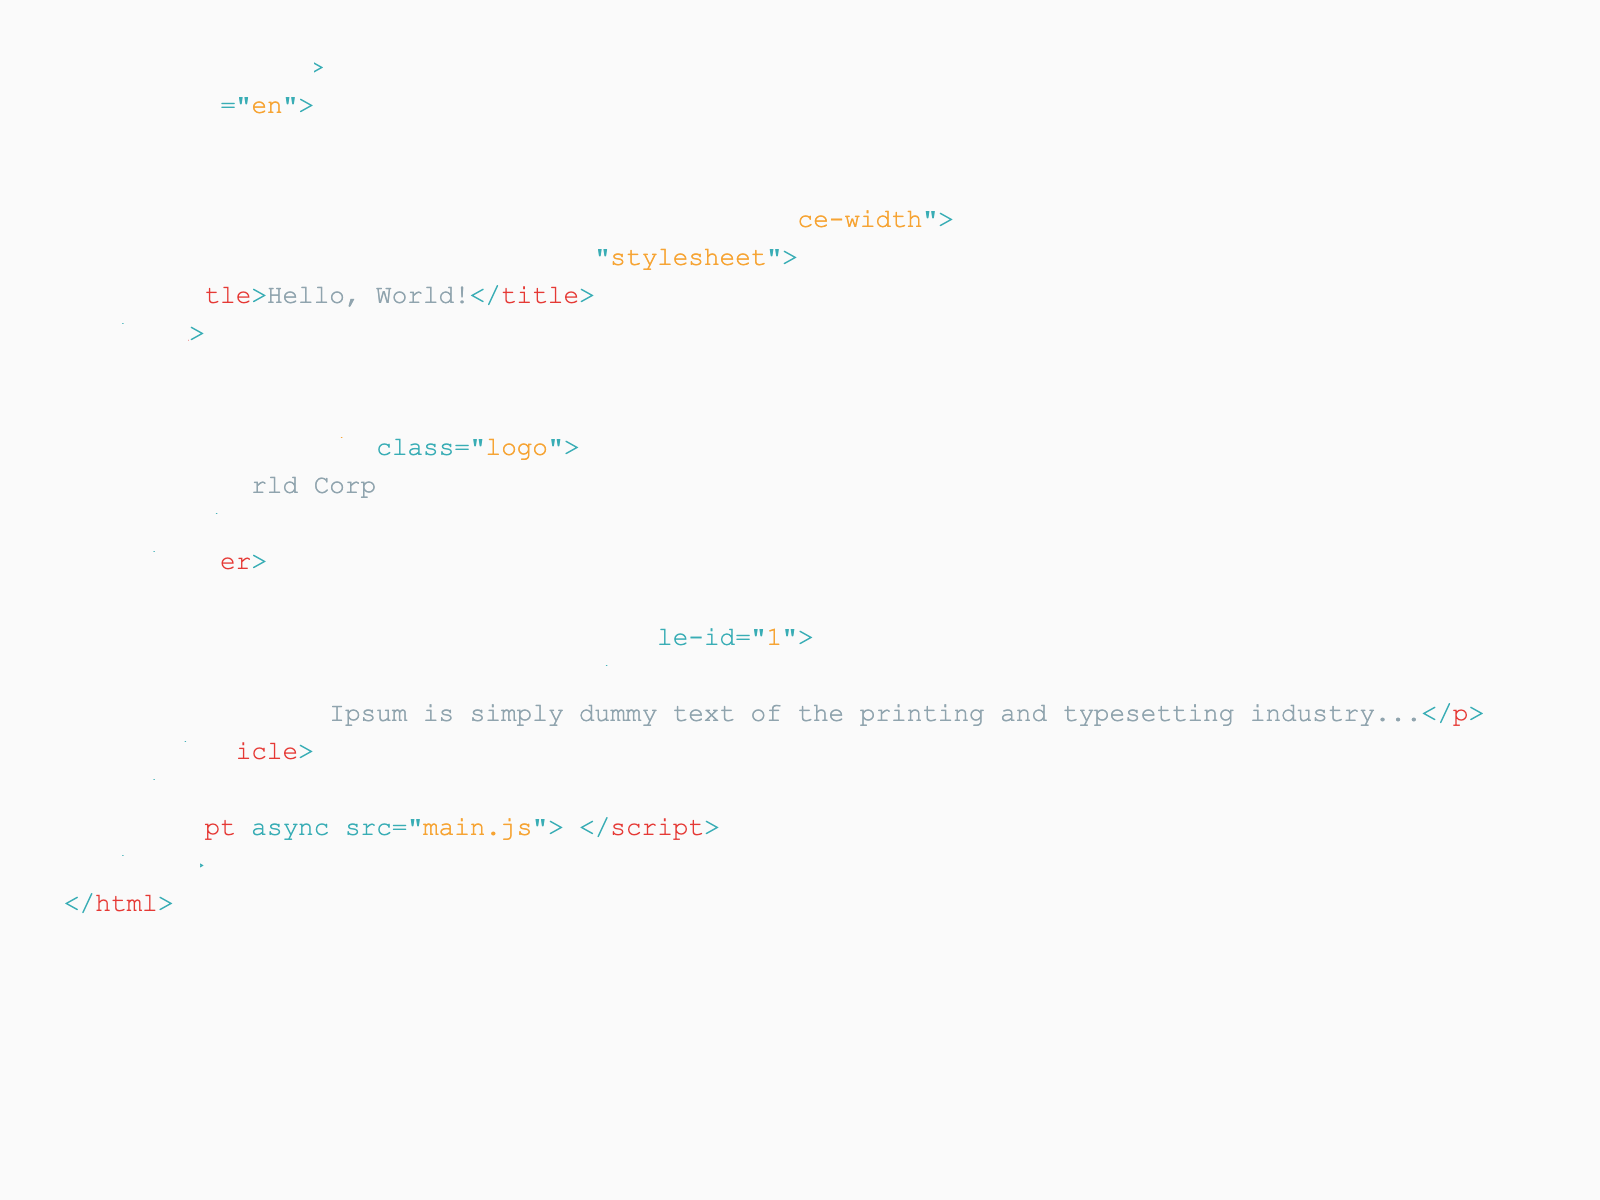 >
="en">
ce-width">
"stylesheet">
tle>Hello, World!</title>
>
class="logo">
rld Corp
er>
le-id="1">
Ipsum is simply dummy text of the printing and typesetting industry...</p>
icle>
pt async src="main.js"> </script>
</html>